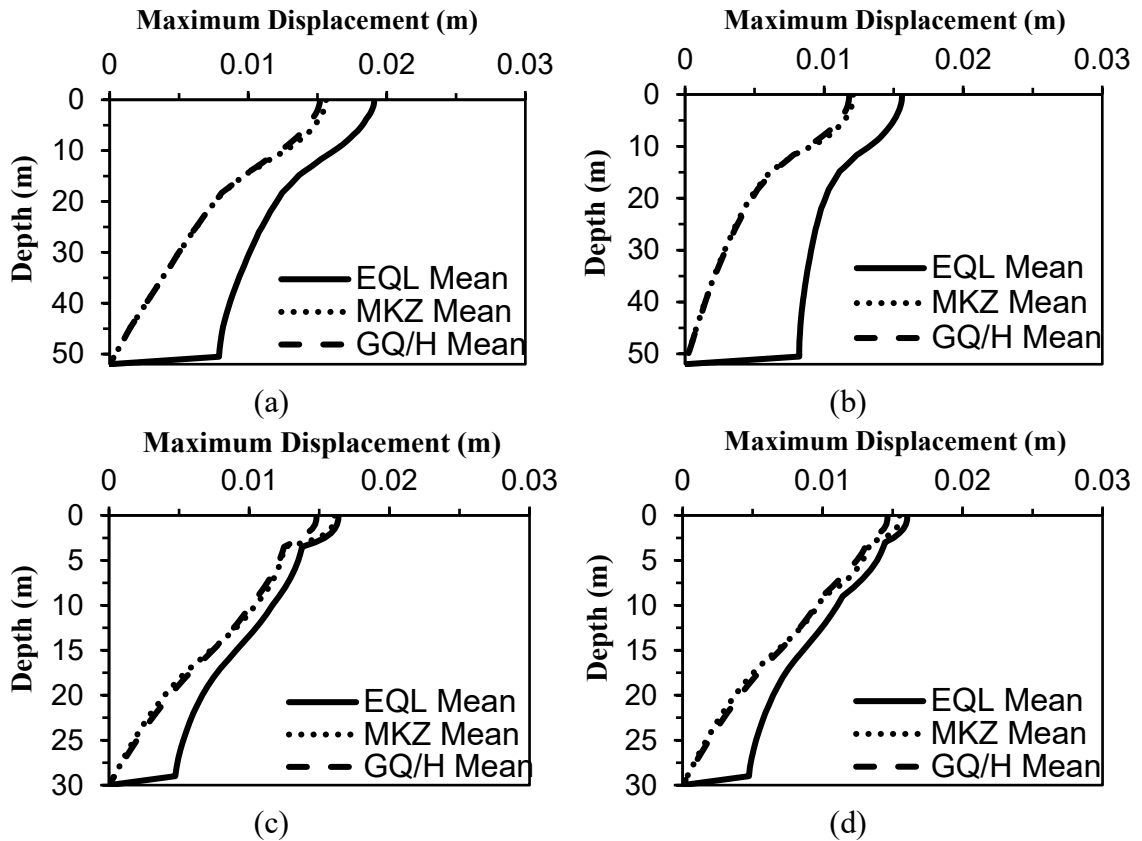 Maximum Displacement (m)
0 0.01 0.02 0.03
Depth (m)
0
10
20
30
40
50
EQL Mean
MKZ Mean
GQ/H Mean
(a)
Maximum Displacement (m)
0 0.01 0.02 0.03
Depth (m)
0
10
20
30
40
50
EQL Mean
MKZ Mean
GQ/H Mean
(b)
Maximum Displacement (m)
0 0.01 0.02 0.03
Depth (m)
0
5
10
15
20
25
30
EQL Mean
MKZ Mean
GQ/H Mean
(c)
Maximum Displacement (m)
0 0.01 0.02 0.03
Depth (m)
0
5
10
15
20
25
30
EQL Mean
MKZ Mean
GQ/H Mean
(d)